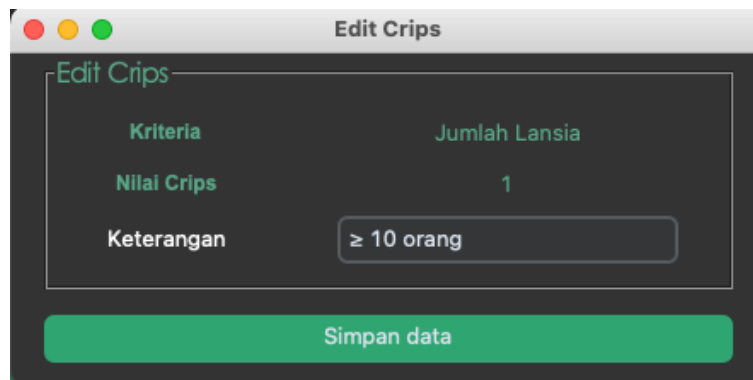 Edit Crips
Edit Crips
Kriteria Jumlah Lansia
Nilai Crips 1
Keterangan ≥ 10 orang
Simpan data